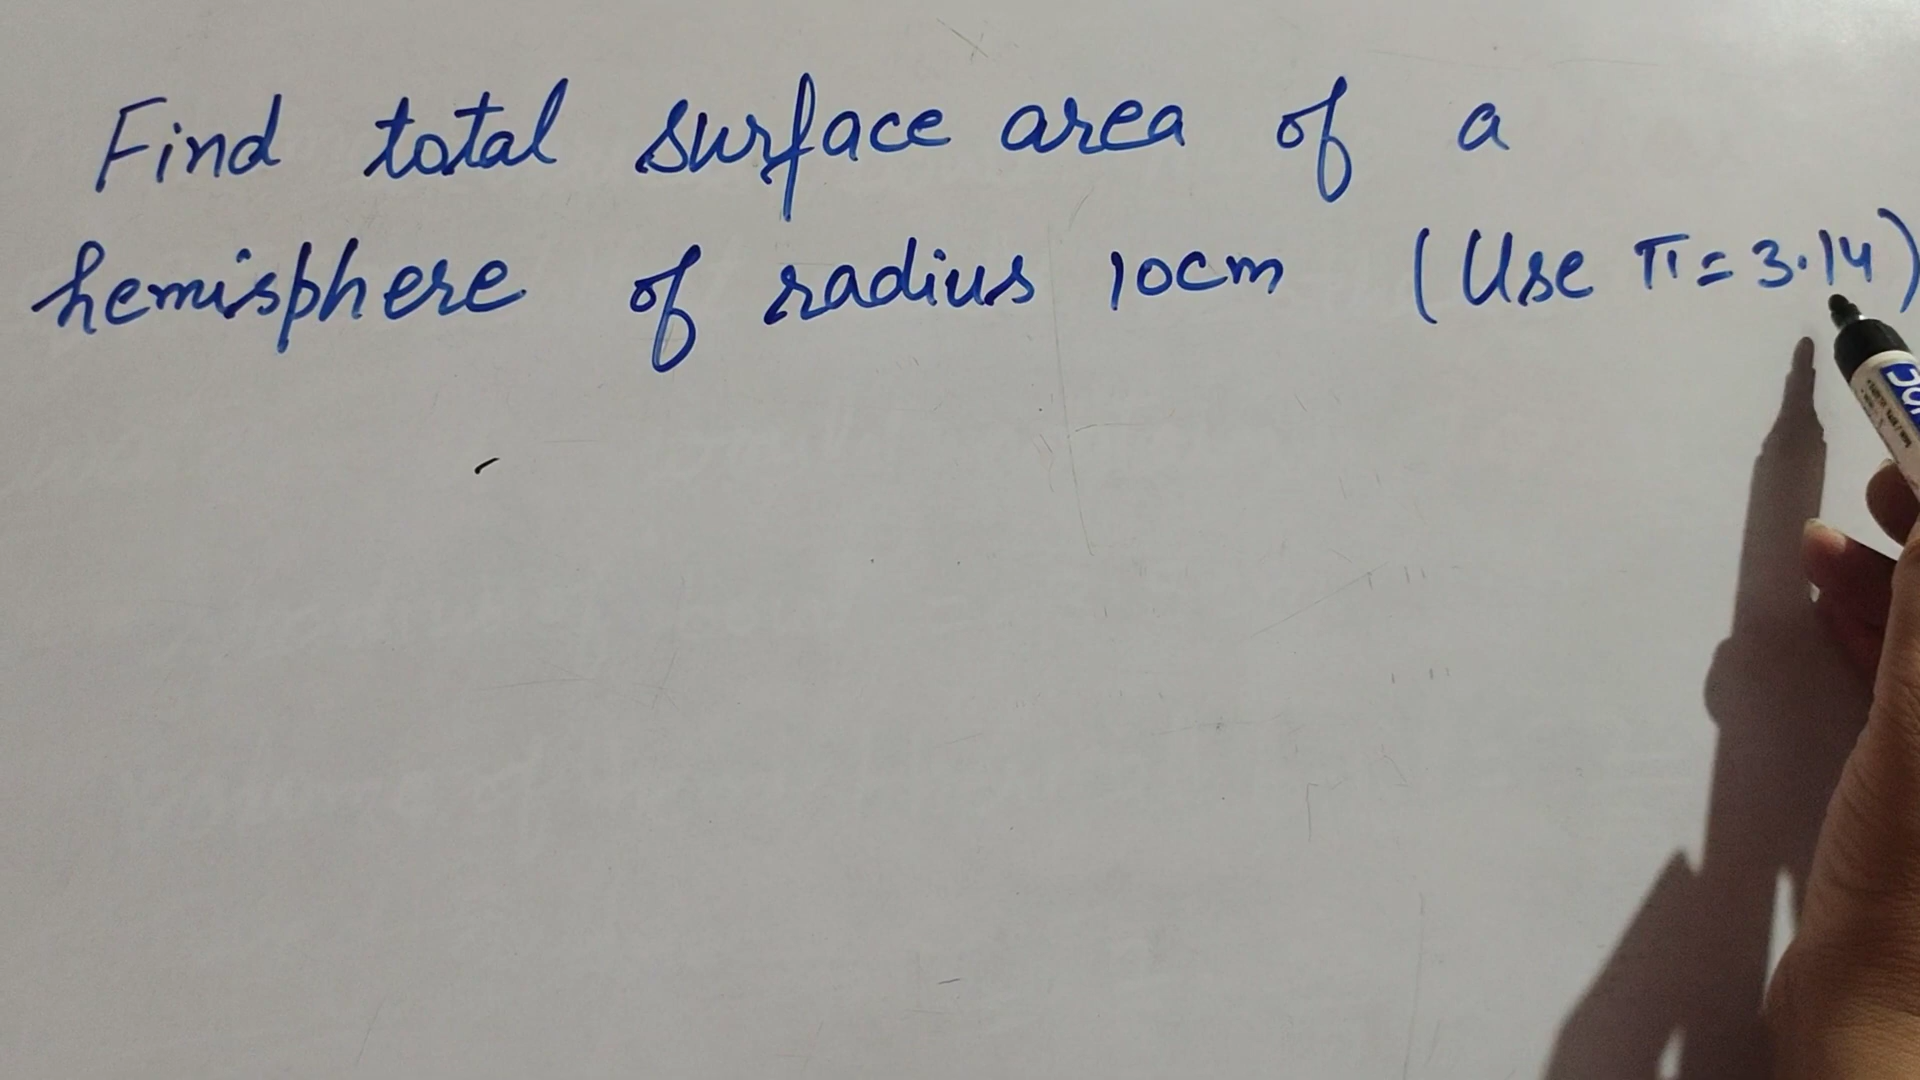 Find total surface area of a
hemisphere of radius 10cm (Use π = 3.14)